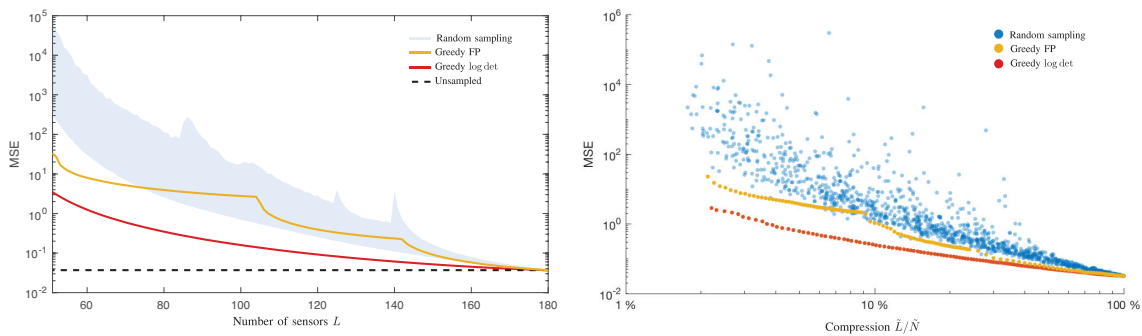 10^5
10^4
10^3
10^2
10^1
10^0
10^-1
10^-2
MSE
60
80
100
120
140
160
180
Number of sensors L
Random sampling
Greedy FP
Greedy log det
Unsampled
10^6
10^4
10^2
10^0
10^-2
MSE
1 %
10 %
100 %
Compression L̃/Ñ
Random sampling
Greedy FP
Greedy log det